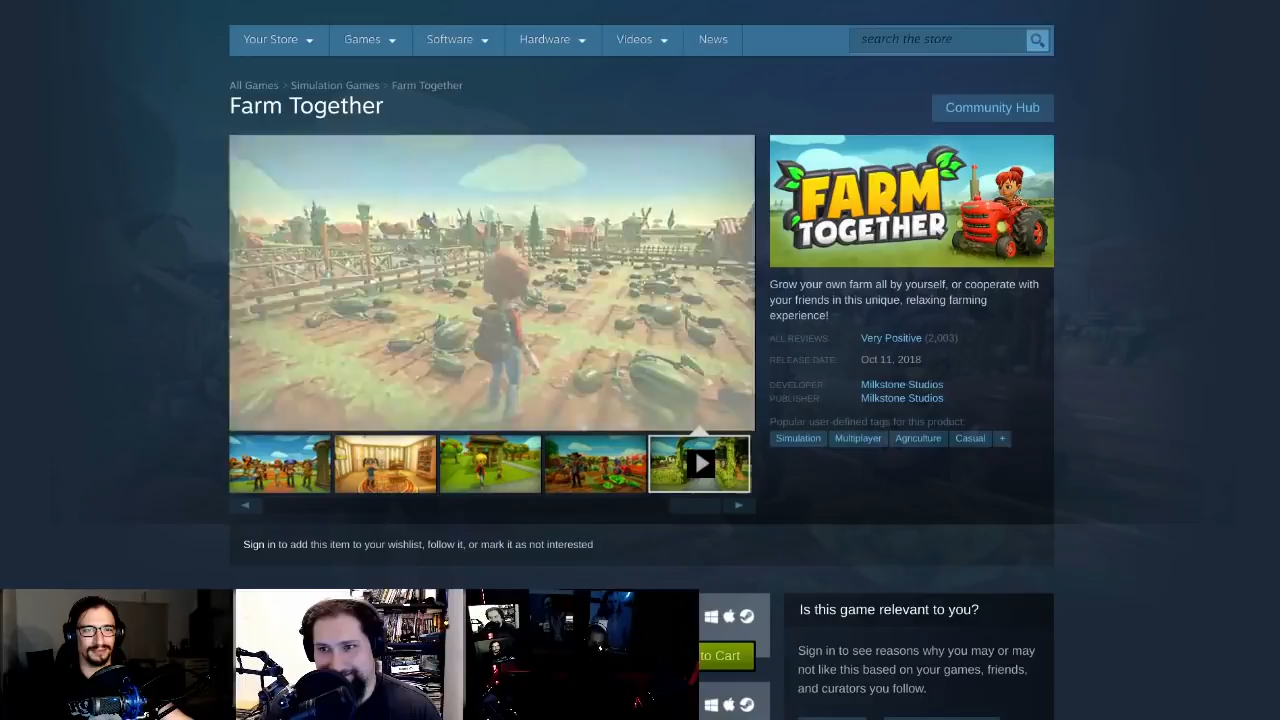 Your Store
Games
Software
Hardware
Videos
News
search the store
All Games > Simulation Games > Farm Together
Farm Together
Community Hub
FARM
TOGETHER
Grow your own farm all by yourself, or cooperate with
your friends in this unique, relaxing farming
experience!
ALL REVIEWS: Very Positive (2,003)
RELEASE DATE: Oct 11, 2018
DEVELOPER: Milkstone Studios
PUBLISHER: Milkstone Studios
Popular user-defined tags for this product:
Simulation Multiplayer Agriculture Casual +
Sign in to add this item to your wishlist, follow it, or mark it as not interested
to Cart
Is this game relevant to you?
Sign in to see reasons why you may or may
not like this based on your games, friends,
and curators you follow.